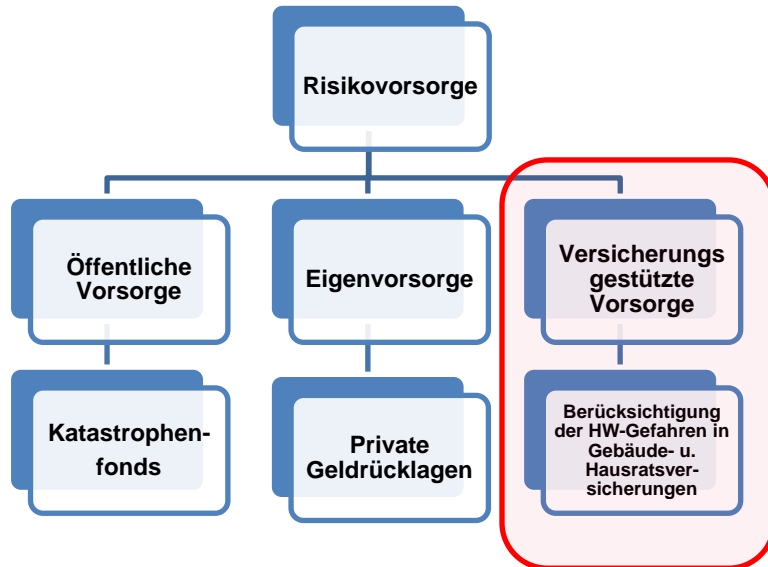 Risikovorsorge
Öffentliche
Vorsorge
Eigenvorsorge
Versicherungs
gestützte
Vorsorge
Katastrophen-
fonds
Private
Geldrücklagen
Berücksichtigung
der HW-Gefahren in
Gebäude- u.
Hausratsver-
sicherungen